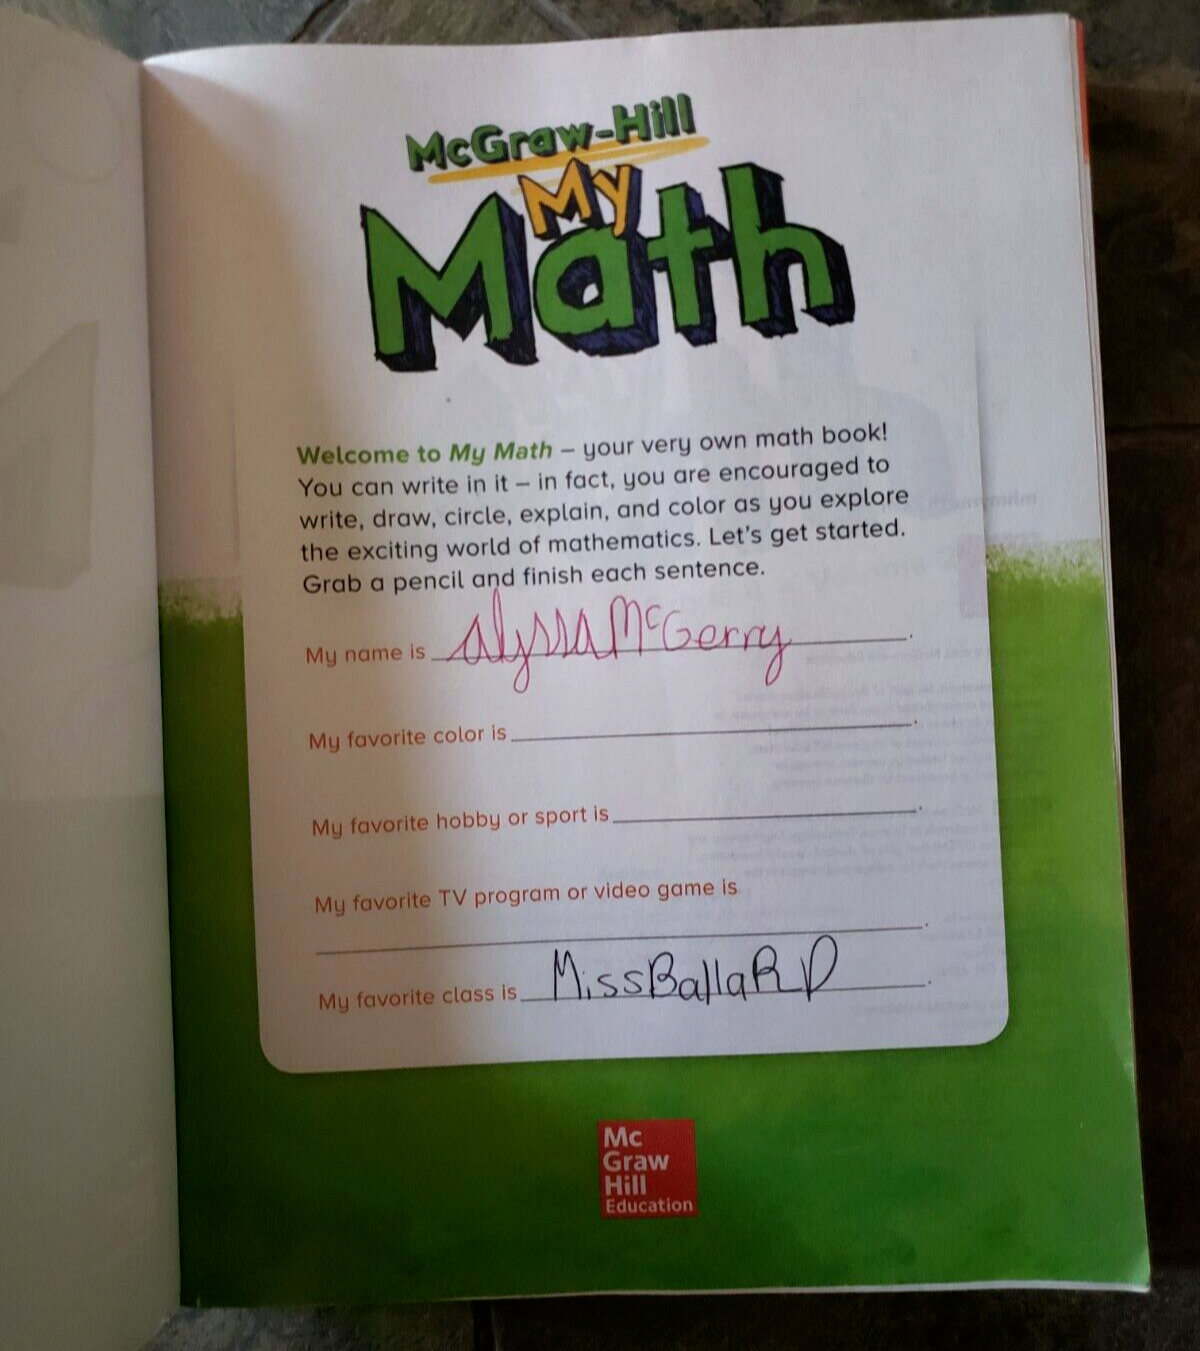 McGraw-Hill
My
Math
Welcome to My Math – your very own math book!
You can write in it – in fact, you are encouraged to
write, draw, circle, explain, and color as you explore
the exciting world of mathematics. Let's get started.
Grab a pencil and finish each sentence.
My name is alyssa McGerry.
My favorite color is .
My favorite hobby or sport is .
My favorite TV program or video game is
.
My favorite class is MissBallaRD.
Mc
Graw
Hill
Education